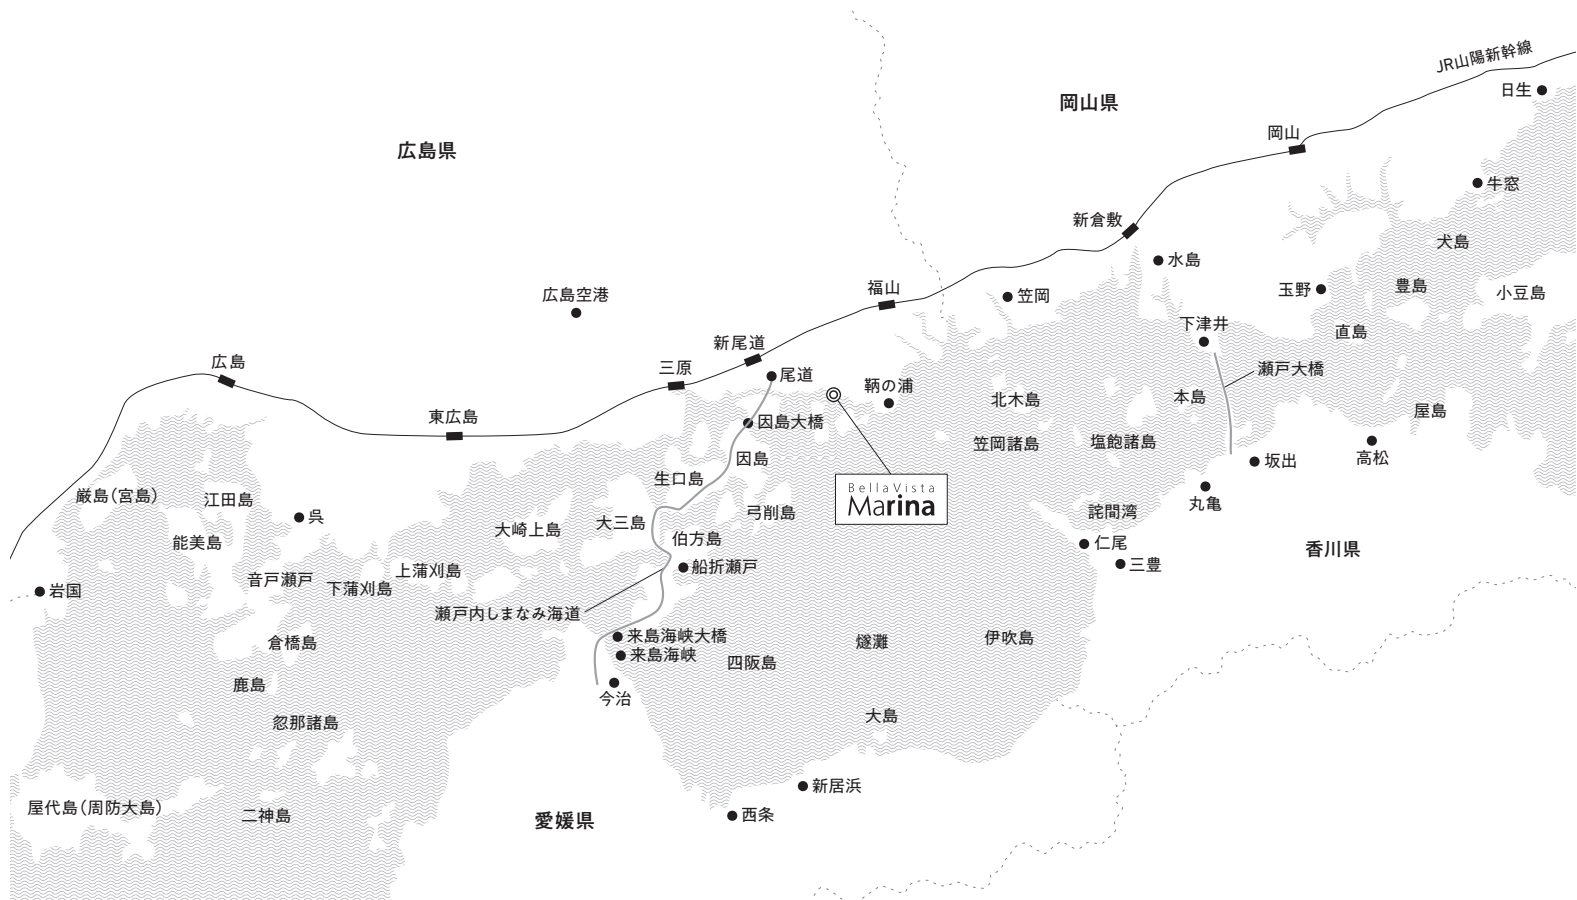 JR山陽新幹線
日生
岡山県
岡山
広島県
牛窓
新倉敷
犬島
水島
豊島
小豆島
玉野
笠岡
福山
広島空港
下津井
直島
新尾道
瀬戸大橋
三原
広島
尾道
鞆の浦
本島
北木島
屋島
東広島
因島大橋
笠岡諸島
塩飽諸島
高松
因島
坂出
生口島
厳島(宮島)
江田島
BellaVista
Marina
丸亀
弓削島
詫間湾
呉
大三島
大崎上島
能美島
伯方島
仁尾
香川県
三豊
船折瀬戸
上蒲刈島
音戸瀬戸
下蒲刈島
岩国
瀬戸内しまなみ海道
来島海峡大橋
来島海峡
倉橋島
燧灘
伊吹島
四阪島
鹿島
今治
忽那諸島
大島
新居浜
屋代島(周防大島)
二神島
西条
愛媛県